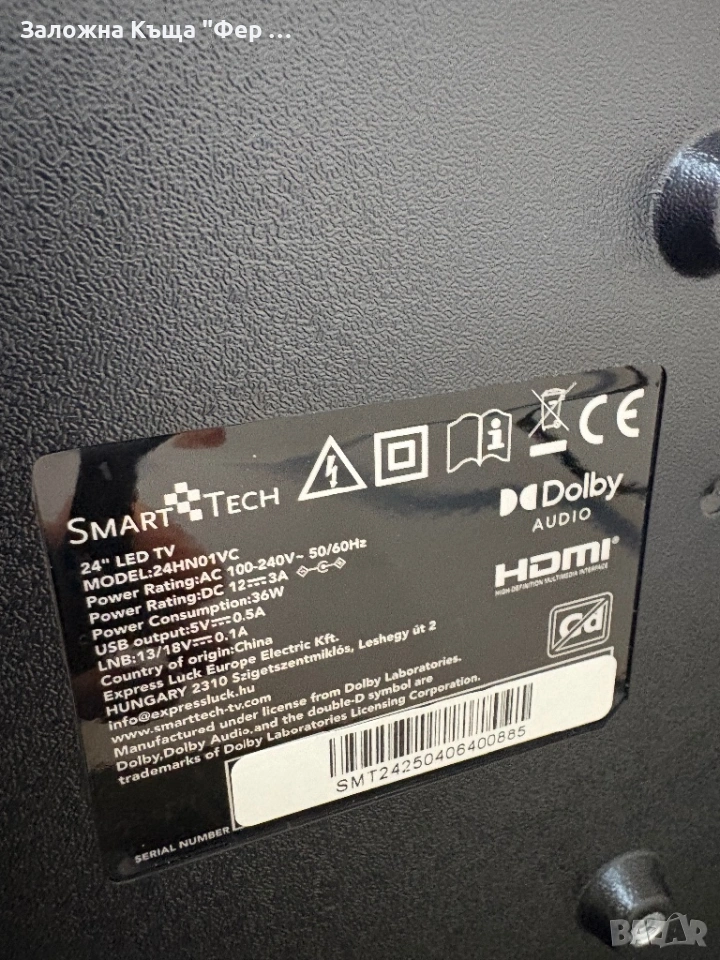 Заложна Къща "Фер ...
SMART TECH
24" LED TV
MODEL:24HN01VC
Power Rating:AC 100-240V~ 50/60Hz
Power Rating:DC 12⎓3A
Power Consumption:36W
USB output:5V⎓0.5A
LNB:13/18V⎓0.1A
Country of origin:China
Express Luck Europe Electric Kft.
HUNGARY 2310 Szigetszentmiklós, Leshegy út 2
info@expressluck.hu
www.smarttech-tv.com
Manufactured under license from Dolby Laboratories.
Dolby,Dolby Audio,and the double-D symbol are
trademarks of Dolby Laboratories Licensing Corporation.
CE
Dolby
AUDIO
HDMI®
HIGH-DEFINITION MULTIMEDIA INTERFACE
Cd
SMT24250406400885
SERIAL NUMBER
BAZAR